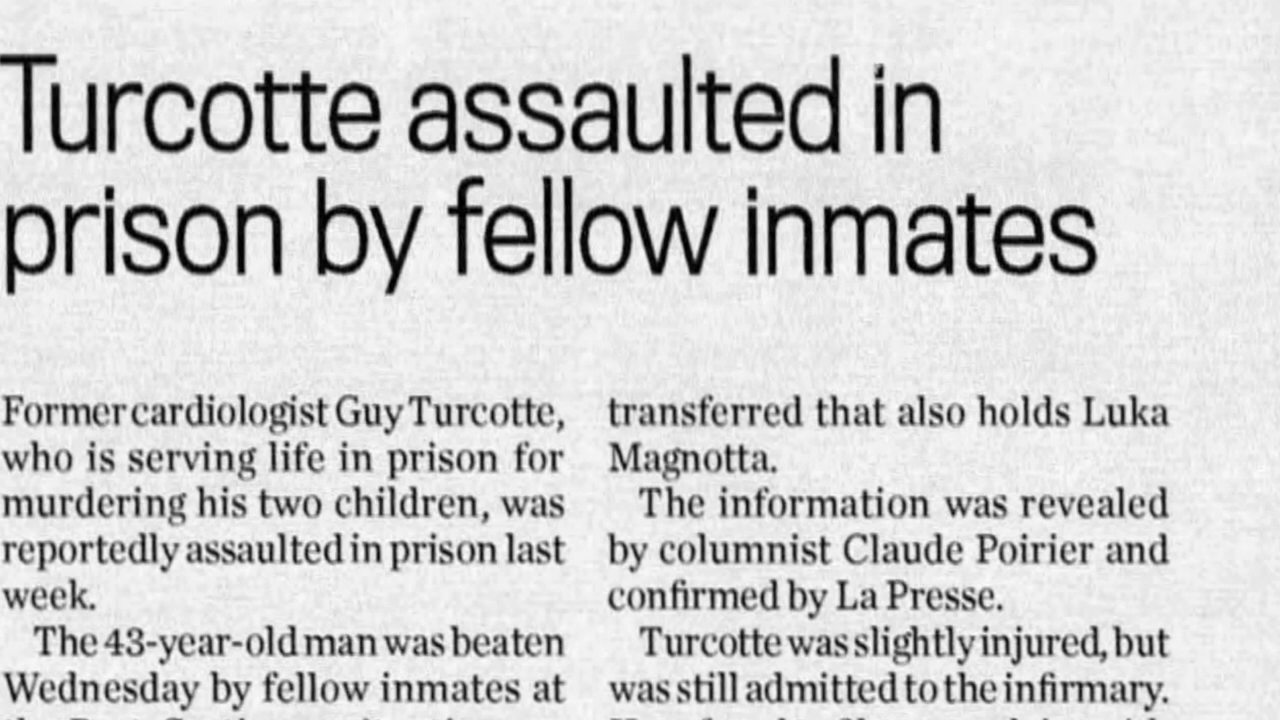 Turcotte assaulted in
prison by fellow inmates
Former cardiologist Guy Turcotte,
who is serving life in prison for
murdering his two children, was
reportedly assaulted in prison last
week.
The 43-year-old man was beaten
Wednesday by fellow inmates at
transferred that also holds Luka
Magnotta.
The information was revealed
by columnist Claude Poirier and
confirmed by La Presse.
Turcotte was slightly injured, but
was still admitted to the infirmary.